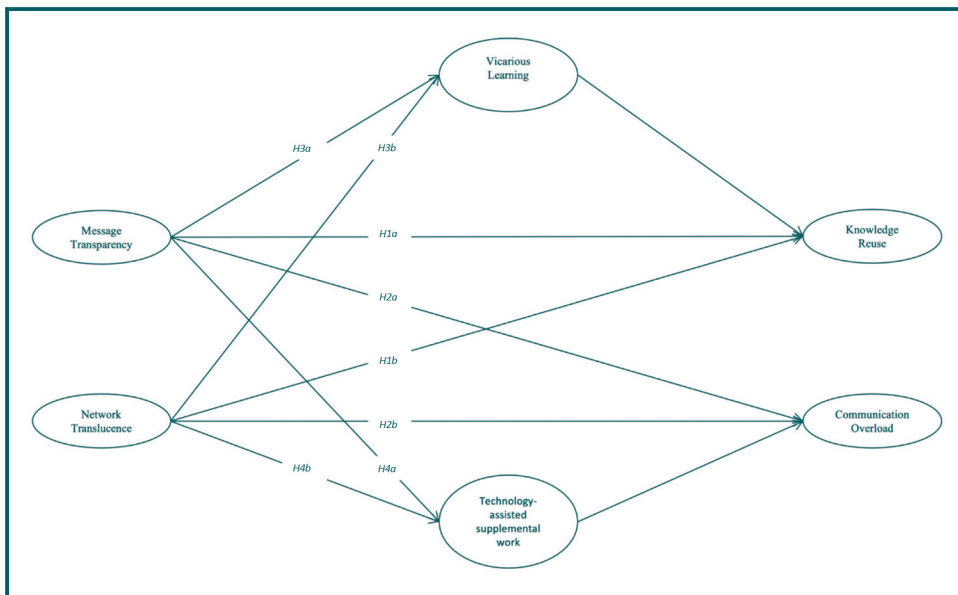 Vicarious
Learning
H3a
H3b
Message
Transparency
H1a
Knowledge
Reuse
H2a
H1b
Network
Translucence
H2b
Communication
Overload
H4b
H4a
Technology-
assisted
supplemental
work